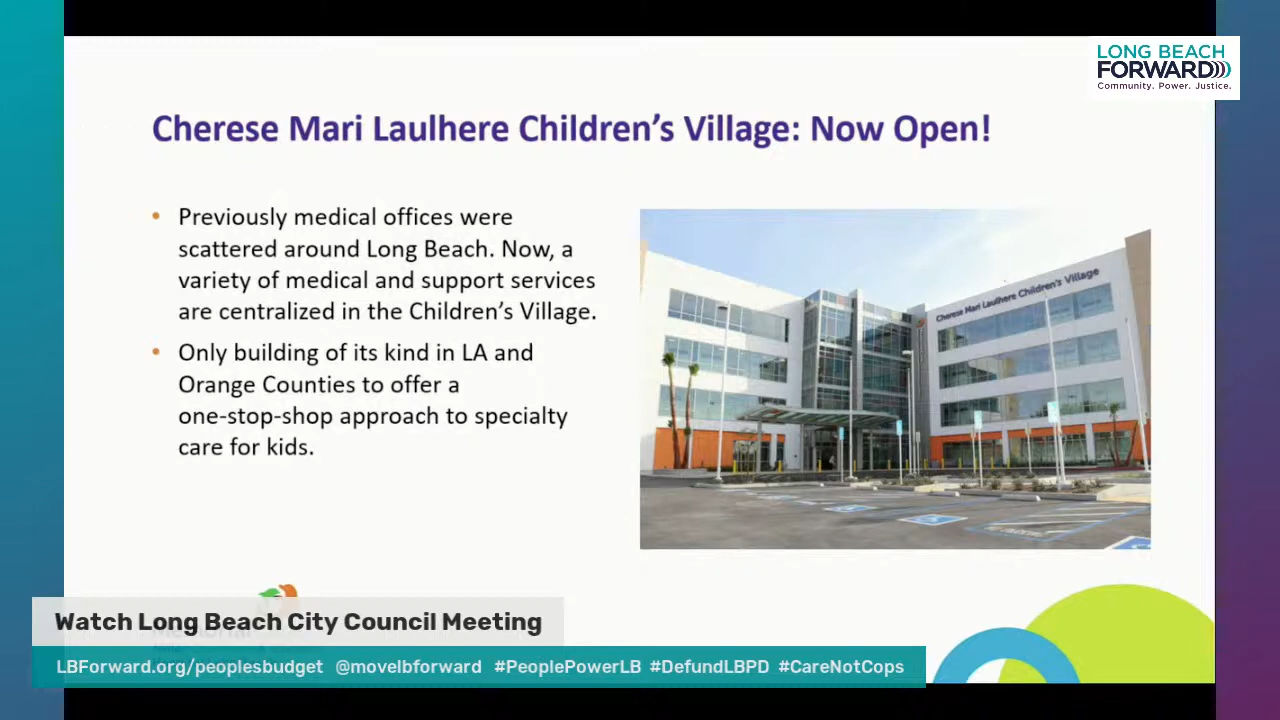 LONG BEACH
FORWARD
Community. Power. Justice.
Cherese Mari Laulhere Children’s Village: Now Open!
• Previously medical offices were
scattered around Long Beach. Now, a
variety of medical and support services
are centralized in the Children’s Village.
• Only building of its kind in LA and
Orange Counties to offer a
one-stop-shop approach to specialty
care for kids.
Cherese Mari Laulhere Children's Village
Watch Long Beach City Council Meeting
LBForward.org/peoplesbudget @movelbforward #PeoplePowerLB #DefundLBPD #CareNotCops